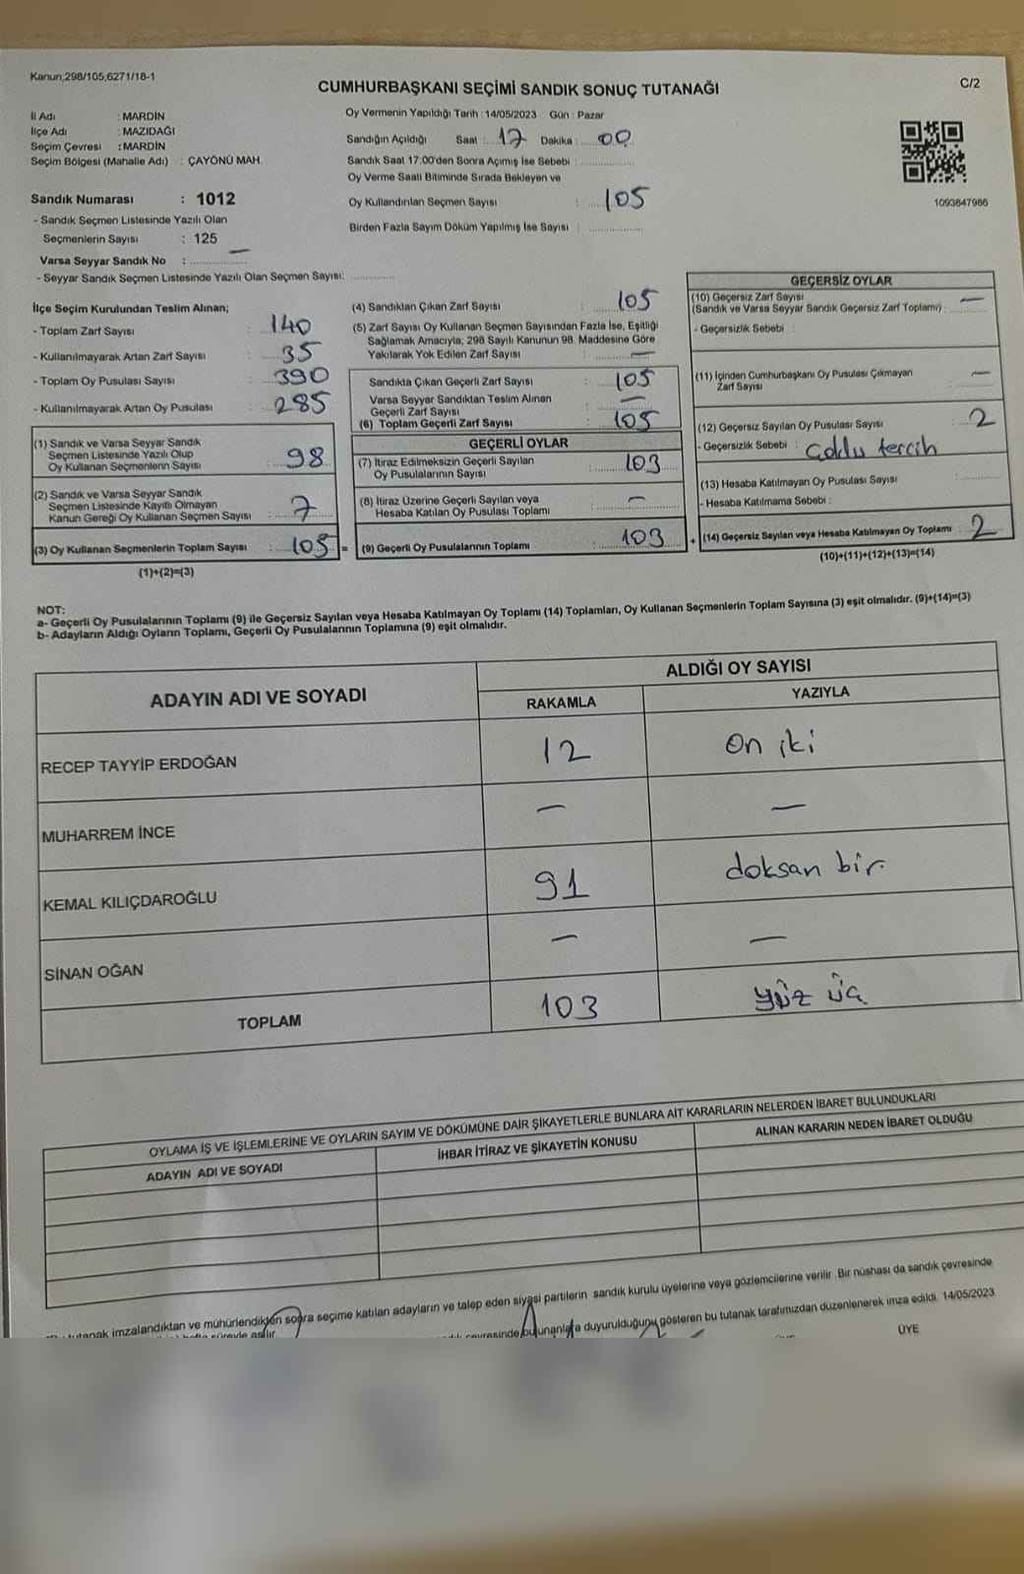 Kanun;298/105,6271/18-1
CUMHURBAŞKANI SEÇİMİ SANDIK SONUÇ TUTANAĞI
C/2
İl Adı : MARDİN
İlçe Adı : MAZIDAĞI
Seçim Çevresi : MARDİN
Seçim Bölgesi (Mahalle Adı) : ÇAYÖNÜ MAH.
Oy Vermenin Yapıldığı Tarih : 14/05/2023 Gün : Pazar
Sandığın Açıldığı Saat : 17 Dakika : 00
Sandık Saat 17:00'den Sonra Açımış İse Sebebi :
Oy Verme Saati Bitiminde Sırada Bekleyen ve
Oy Kullandırılan Seçmen Sayısı : 105
Birden Fazla Sayım Döküm Yapılmış İse Sayısı :
1093847986
Sandık Numarası : 1012
- Sandık Seçmen Listesinde Yazılı Olan
Seçmenlerin Sayısı : 125
Varsa Seyyar Sandık No : —
- Seyyar Sandık Seçmen Listesinde Yazılı Olan Seçmen Sayısı:
İlçe Seçim Kurulundan Teslim Alınan;
- Toplam Zarf Sayısı : 140
- Kullanılmayarak Artan Zarf Sayısı : 35
- Toplam Oy Pusulası Sayısı : 390
- Kullanılmayarak Artan Oy Pusulası : 285
(1) Sandık ve Varsa Seyyar Sandık
Seçmen Listesinde Yazılı Olup
Oy Kullanan Seçmenlerin Sayısı : 98
(2) Sandık ve Varsa Seyyar Sandık
Seçmen Listesinde Kayıtlı Olmayan
Kanun Gereği Oy Kullanan Seçmen Sayısı : 7
(3) Oy Kullanan Seçmenlerin Toplam Sayısı : 105 =
(1)+(2)=(3)
(4) Sandıktan Çıkan Zarf Sayısı : 105
(5) Zarf Sayısı Oy Kullanan Seçmen Sayısından Fazla İse, Eşitliği
Sağlamak Amacıyla; 298 Sayılı Kanunun 98. Maddesine Göre
Yakılarak Yok Edilen Zarf Sayısı : —
Sandıkta Çıkan Geçerli Zarf Sayısı : 105
Varsa Seyyar Sandıktan Teslim Alınan
Geçerli Zarf Sayısı : —
(6) Toplam Geçerli Zarf Sayısı : 105
GEÇERLİ OYLAR
(7) İtiraz Edilmeksizin Geçerli Sayılan
Oy Pusulalarının Sayısı : 103
(8) İtiraz Üzerine Geçerli Sayılan veya
Hesaba Katılan Oy Pusulası Toplamı : —
(9) Geçerli Oy Pusulalarının Toplamı : 103 +
GEÇERSİZ OYLAR
(10) Geçersiz Zarf Sayısı
(Sandık ve Varsa Seyyar Sandık Geçersiz Zarf Toplamı) : —
- Geçersizlik Sebebi :
(11) İçinden Cumhurbaşkanı Oy Pusulası Çıkmayan
Zarf Sayısı : —
(12) Geçersiz Sayılan Oy Pusulası Sayısı : 2
- Geçersizlik Sebebi : tercih
(13) Hesaba Katılmayan Oy Pusulası Sayısı :
- Hesaba Katılmama Sebebi :
(14) Geçersiz Sayılan veya Hesaba Katılmayan Oy Toplamı : 2
(10)+(11)+(12)+(13)=(14)
NOT:
a- Geçerli Oy Pusulalarının Toplamı (9) ile Geçersiz Sayılan veya Hesaba Katılmayan Oy Toplamı (14) Toplamları, Oy Kullanan Seçmenlerin Toplam Sayısına (3) eşit olmalıdır. (9)+(14)=(3)
b- Adayların Aldığı Oyların Toplamı, Geçerli Oy Pusulalarının Toplamına (9) eşit olmalıdır.
ADAYIN ADI VE SOYADI
ALDIĞI OY SAYISI
RAKAMLA YAZIYLA
RECEP TAYYİP ERDOĞAN 12 on iki
MUHARREM İNCE — —
KEMAL KILIÇDAROĞLU 91 doksan bir
SİNAN OĞAN — —
TOPLAM 103 yüz üç
OYLAMA İŞ VE İŞLEMLERİNE VE OYLARIN SAYIM VE DÖKÜMÜNE DAİR ŞİKAYETLERLE BUNLARA AİT KARARLARIN NELERDEN İBARET BULUNDUKLARI
ADAYIN ADI VE SOYADI İHBAR İTİRAZ VE ŞİKAYETİN KONUSU ALINAN KARARIN NEDEN İBARET OLDUĞU
tutanak imzalandıktan ve mühürlendikten sonra seçime katılan adayların ve talep eden siyasi partilerin sandık kurulu üyelerine veya gözlemcilerine verilir. Bir nüshası da sandık çevresinde
bulunanlara duyurulduğunu gösteren bu tutanak tarafımızdan düzenlenerek imza edildi. 14/05/2023
ÜYE